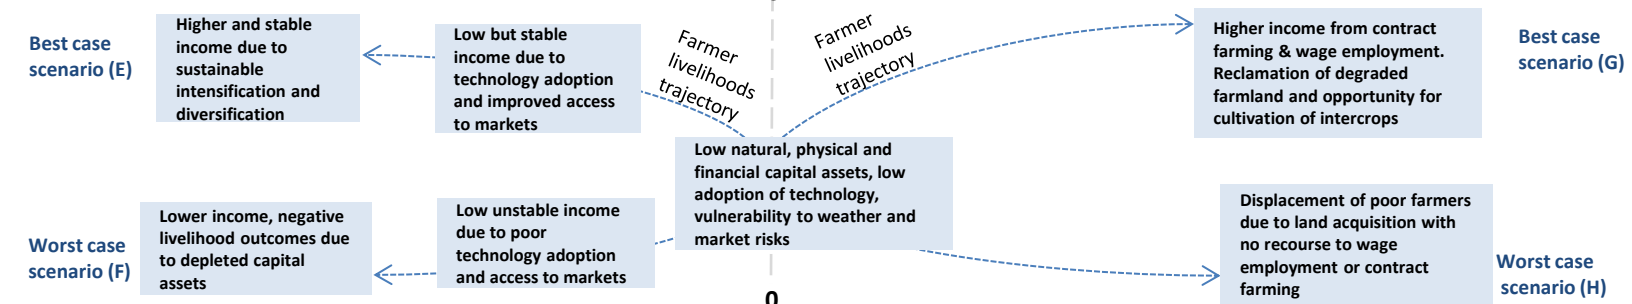 Best case
scenario (E)
Higher and stable
income due to
sustainable
intensification and
diversification
Low but stable
income due to
technology adoption
and improved access
to markets
Farmer
livelihoods
trajectory
Farmer
livelihoods
trajectory
Higher income from contract
farming & wage employment.
Reclamation of degraded
farmland and opportunity for
cultivation of intercrops
Best case
scenario (G)
Low natural, physical and
financial capital assets, low
adoption of technology,
vulnerability to weather and
market risks
Worst case
scenario (F)
Lower income, negative
livelihood outcomes due
to depleted capital
assets
Low unstable income
due to poor
technology adoption
and access to markets
Displacement of poor farmers
due to land acquisition with
no recourse to wage
employment or contract
farming
Worst case
scenario (H)
0